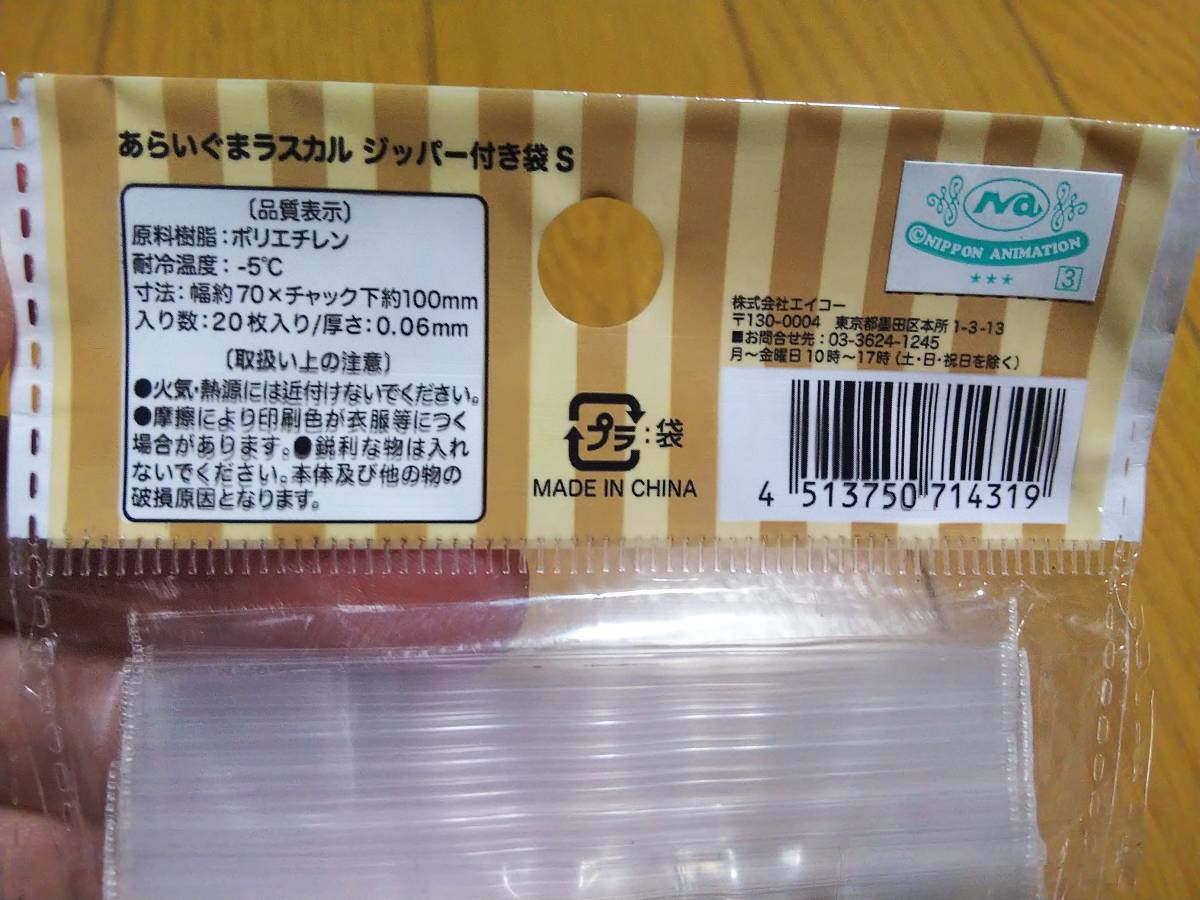 あらいぐまラスカル ジッパー付き袋 S
〔品質表示〕
原料樹脂：ポリエチレン
耐冷温度：-5℃
寸法：幅約70×チャック下約100mm
入り数：20枚入り/厚さ：0.06mm
〔取扱い上の注意〕
●火気・熱源には近付けないでください。
●摩擦により印刷色が衣服等につく
場合があります。●鋭利な物は入れ
ないでください。本体及び他の物の
破損原因となります。
プラ：袋
MADE IN CHINA
Na
©NIPPON ANIMATION
★★★ 3
株式会社エイコー
〒130-0004 東京都墨田区本所1-3-13
■お問合せ先：03-3624-1245
月～金曜日10時～17時（土・日・祝日を除く）
4 513750 714319